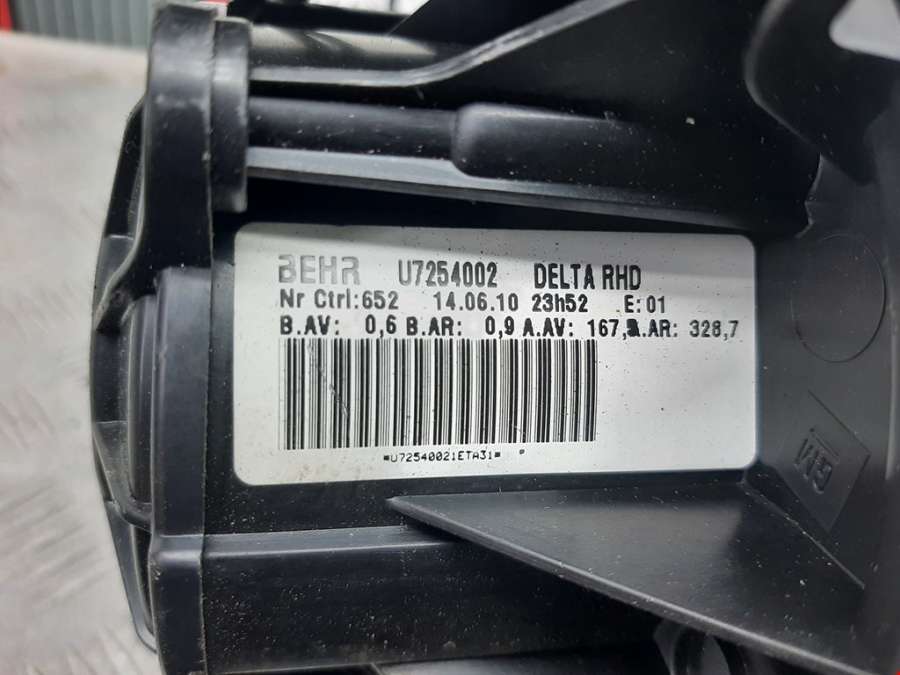 BEHR U7254002 DELTA RHD
Nr Ctrl:652 14.06.10 23h52 E:01
B.AV: 0,6 B.AR: 0,9 A.AV: 167, A.AR: 328,7
*U72540021ETA31* P
GM